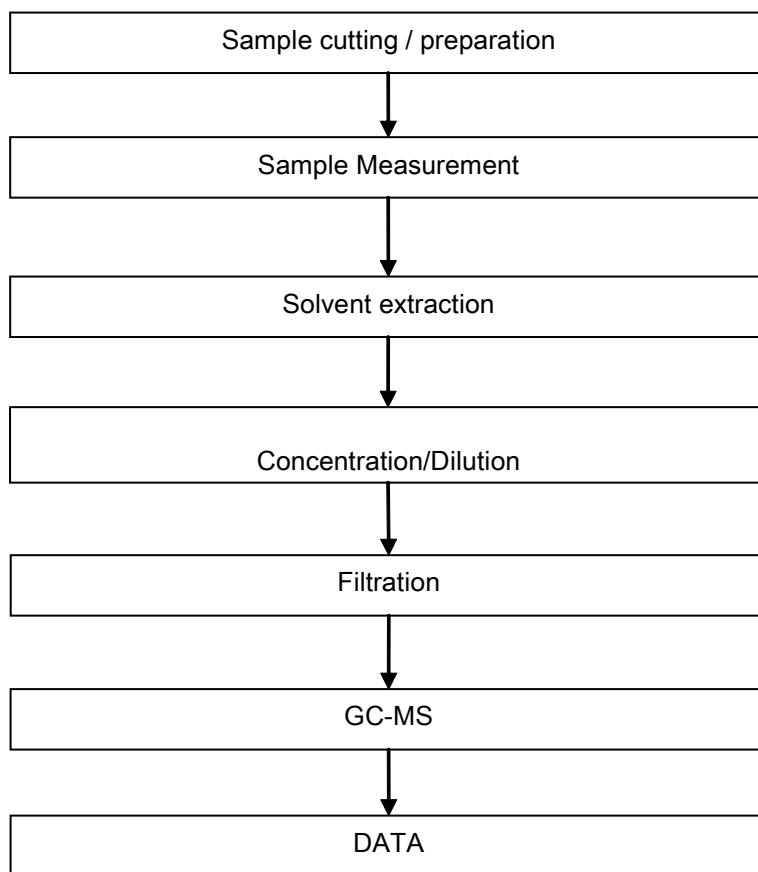 Sample cutting / preparation
Sample Measurement
Solvent extraction
Concentration/Dilution
Filtration
GC-MS
DATA